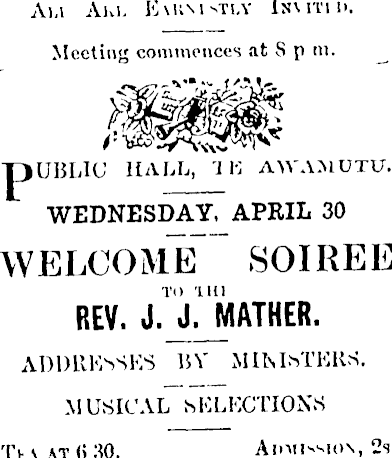 ALL ARE EARNESTLY INVITED.
Meeting commences at 8 p m.
PUBLIC HALL, TE AWAMUTU.
WEDNESDAY, APRIL 30
WELCOME SOIREE
TO THE
REV. J. J. MATHER.
ADDRESSES BY MINISTERS.
MUSICAL SELECTIONS
TEA AT 6 30. ADMISSION, 2s